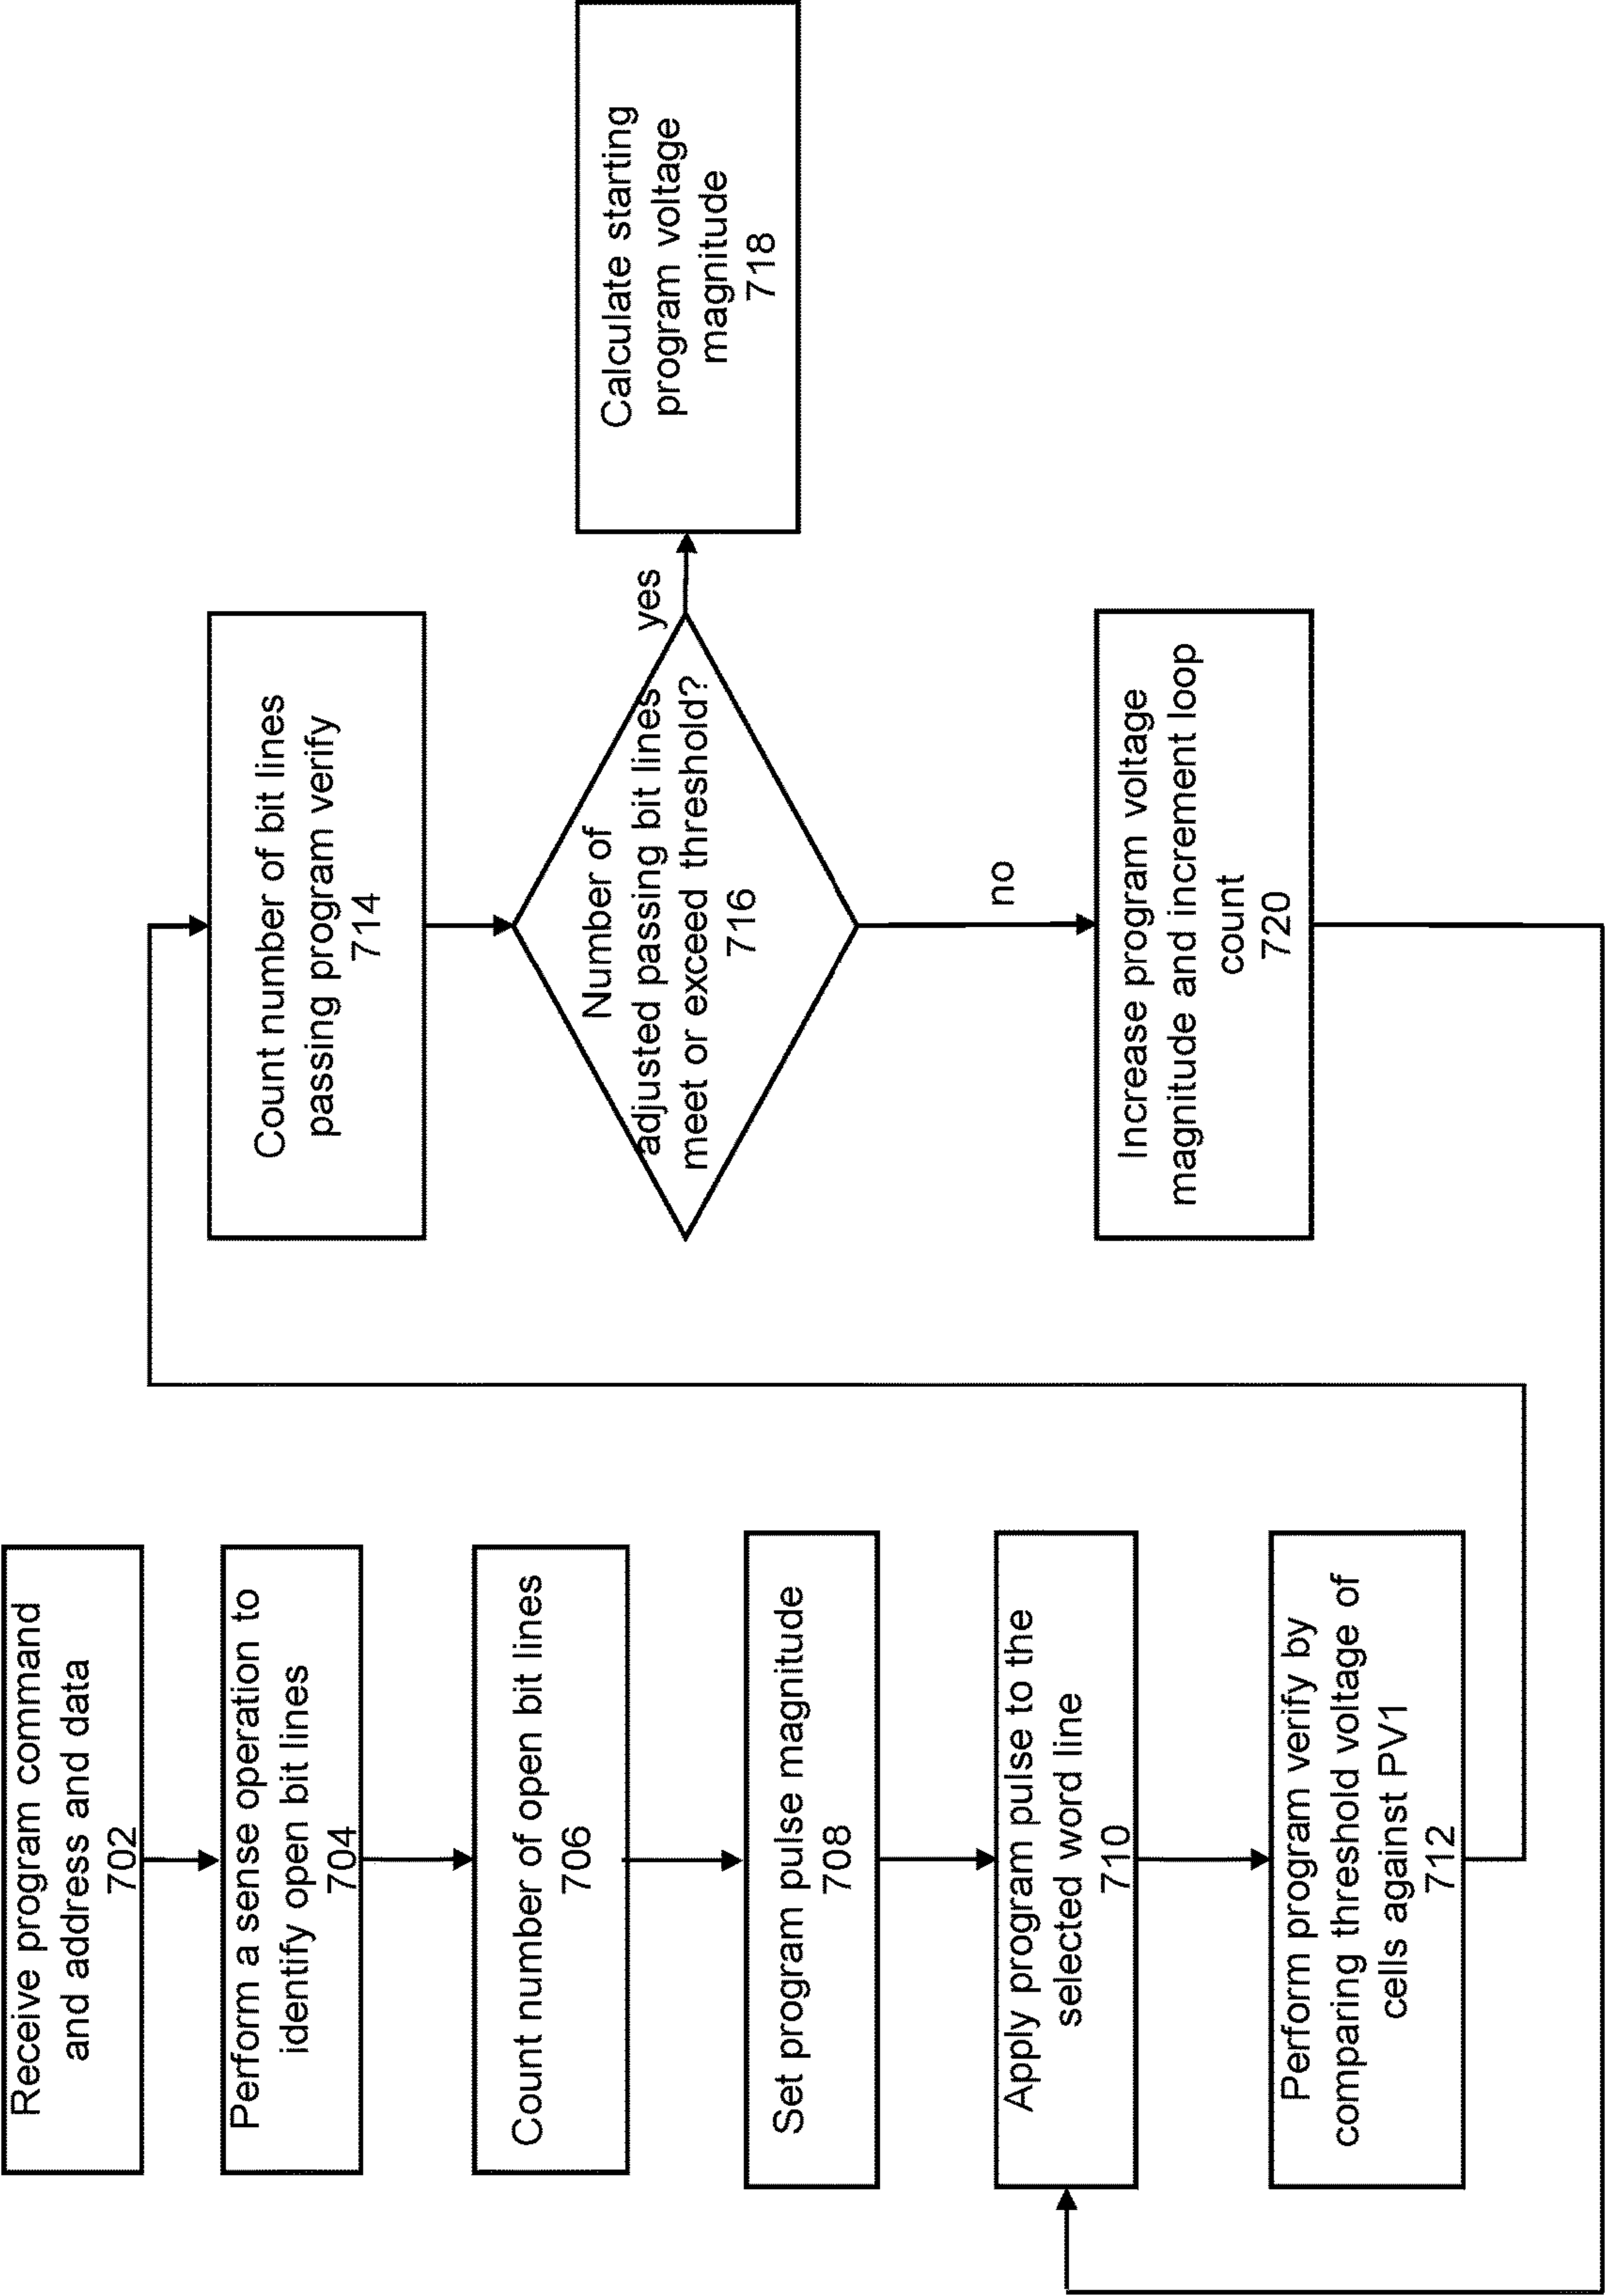 Receive program command
and address and data
702
Perform a sense operation to
identify open bit lines
704
Count number of open bit lines
706
Set program pulse magnitude
708
Apply program pulse to the
selected word line
710
Perform program verify by
comparing threshold voltage of
cells against PV1
712
Count number of bit lines
passing program verify
714
Number of
adjusted passing bit lines
meet or exceed threshold?
716
yes
Calculate starting
program voltage
magnitude
718
no
Increase program voltage
magnitude and increment loop
count
720